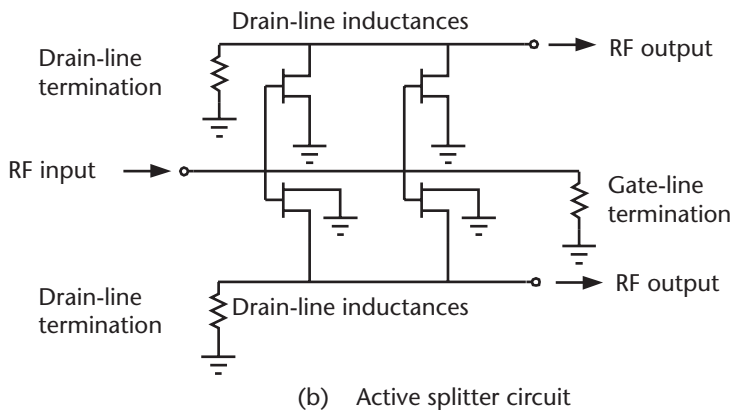 Drain-line inductances
RF output
Drain-line
termination
RF input
Gate-line
termination
RF output
Drain-line
termination
Drain-line inductances
(b) Active splitter circuit